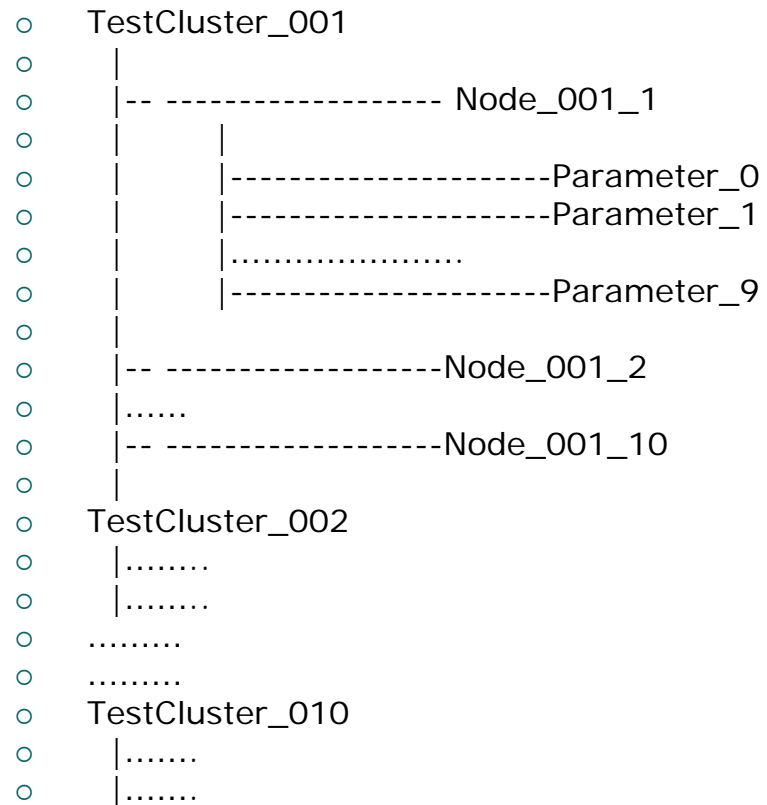 ○ TestCluster_001
○ |
○ |-- ------------------- Node_001_1
○ | |
○ | |----------------------Parameter_0
○ | |----------------------Parameter_1
○ | |......................
○ | |----------------------Parameter_9
○ |
○ |-- -------------------Node_001_2
○ |......
○ |-- -------------------Node_001_10
○ |
○ TestCluster_002
○ |........
○ |........
○ .........
○ .........
○ TestCluster_010
○ |.......
○ |.......